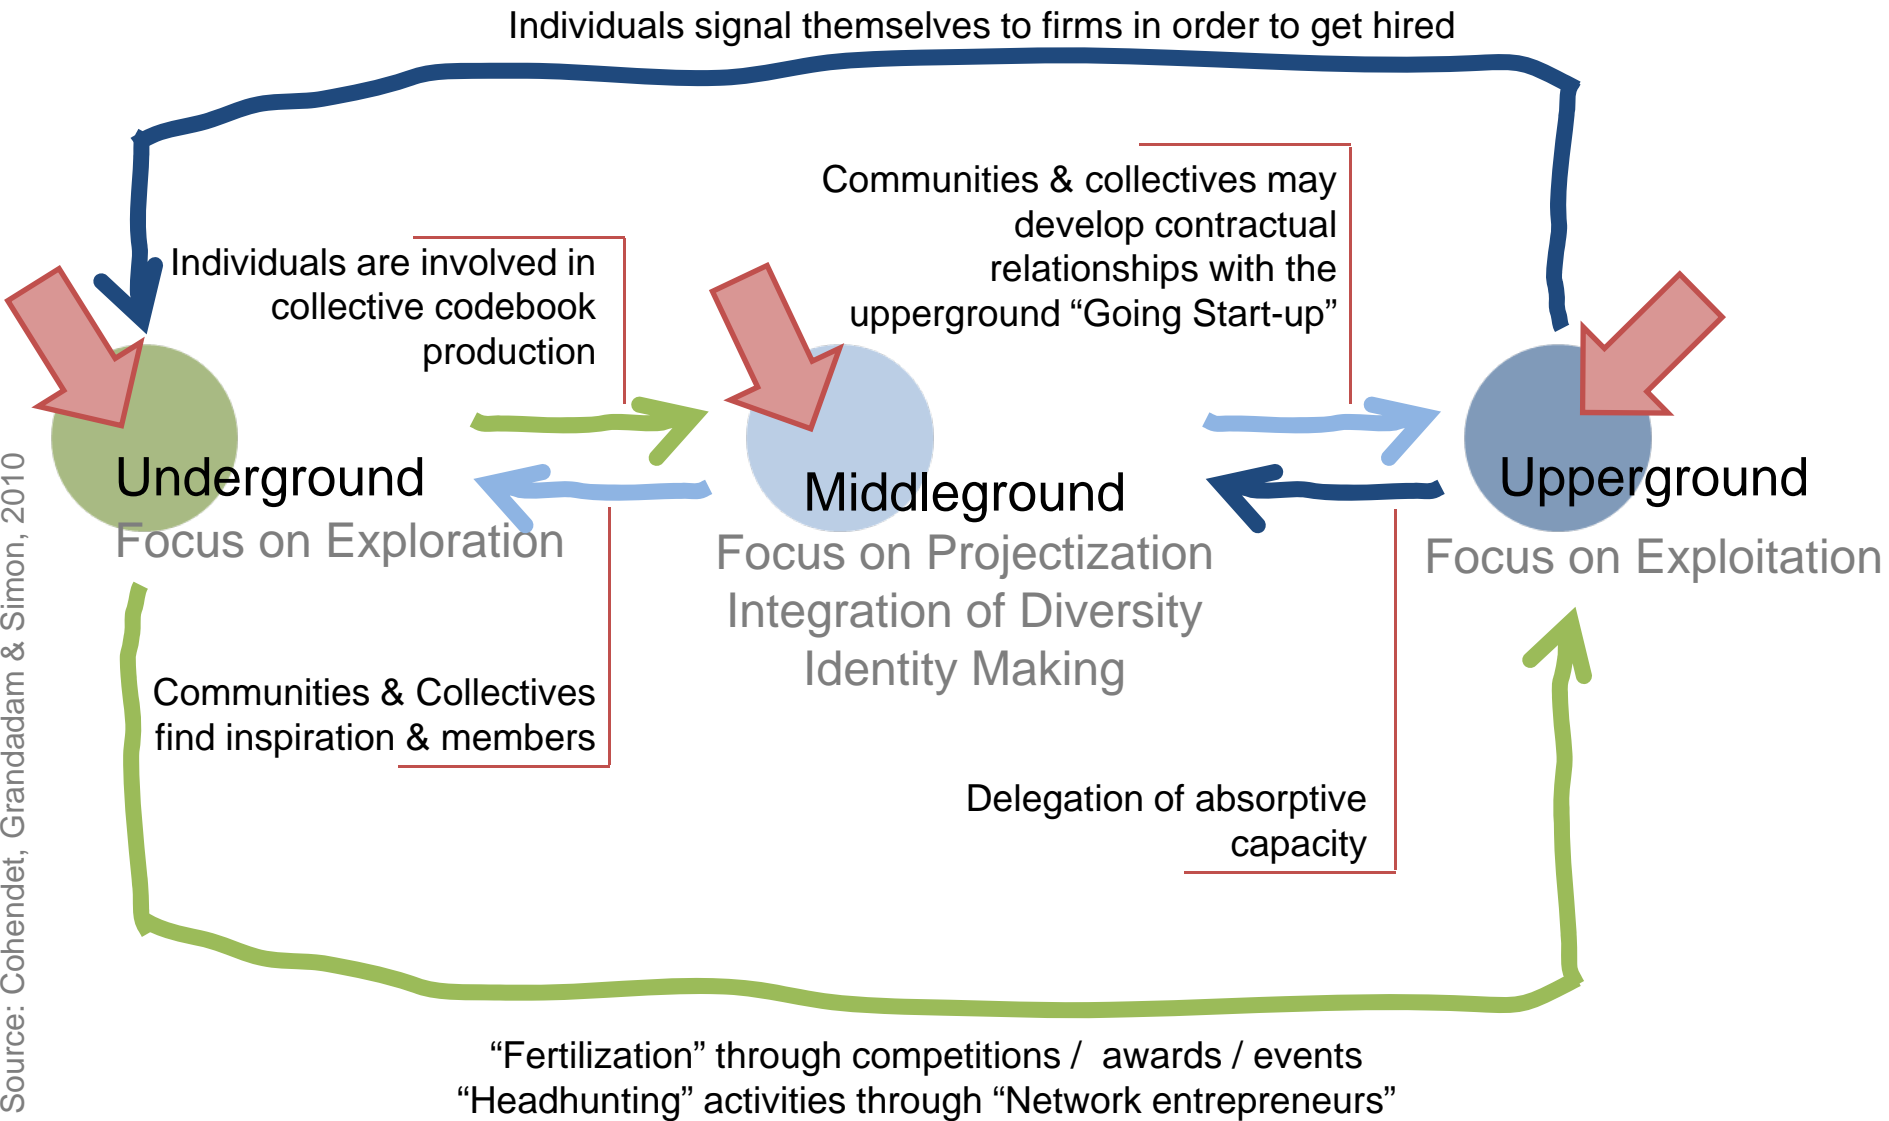 Individuals signal themselves to firms in order to get hired
Communities & collectives may
develop contractual
relationships with the
upperground “Going Start-up”
Individuals are involved in
collective codebook
production
Underground
Focus on Exploration
Middleground
Focus on Projectization
Integration of Diversity
Identity Making
Upperground
Focus on Exploitation
Communities & Collectives
find inspiration & members
Delegation of absorptive
capacity
“Fertilization” through competitions / awards / events
“Headhunting” activities through “Network entrepreneurs”
Source: Cohendet, Grandadam & Simon, 2010